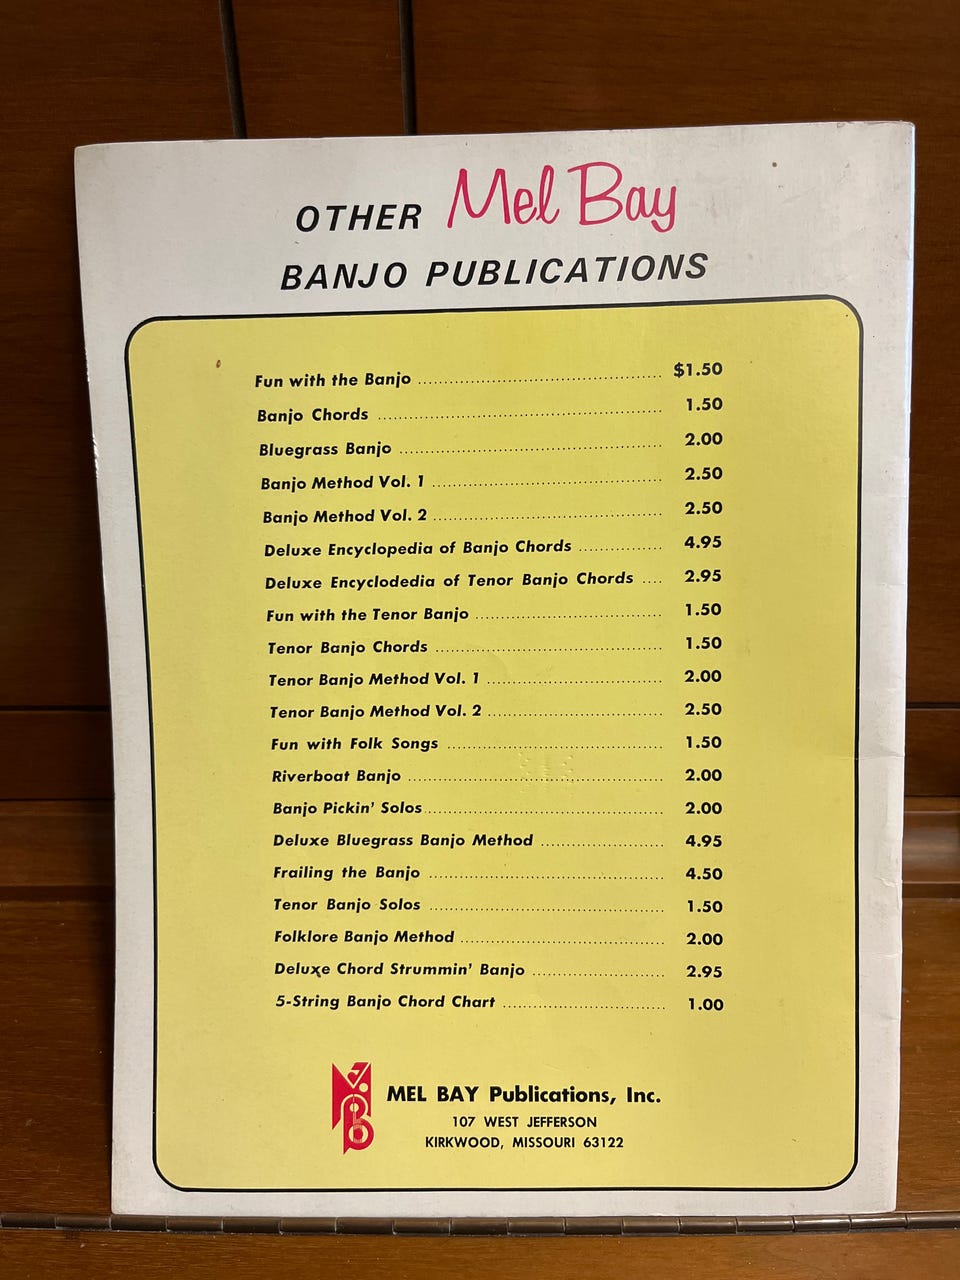 OTHER Mel Bay
BANJO PUBLICATIONS
Fun with the Banjo ........................................ $1.50
Banjo Chords ........................................ 1.50
Bluegrass Banjo ........................................ 2.00
Banjo Method Vol. 1 ........................................ 2.50
Banjo Method Vol. 2 ........................................ 2.50
Deluxe Encyclopedia of Banjo Chords ................ 4.95
Deluxe Encyclodedia of Tenor Banjo Chords .... 2.95
Fun with the Tenor Banjo ........................................ 1.50
Tenor Banjo Chords ........................................ 1.50
Tenor Banjo Method Vol. 1 ........................................ 2.00
Tenor Banjo Method Vol. 2 ........................................ 2.50
Fun with Folk Songs ........................................ 1.50
Riverboat Banjo ........................................ 2.00
Banjo Pickin' Solos ........................................ 2.00
Deluxe Bluegrass Banjo Method ........................ 4.95
Frailing the Banjo ........................................ 4.50
Tenor Banjo Solos ........................................ 1.50
Folklore Banjo Method ........................................ 2.00
Deluxe Chord Strummin' Banjo ........................ 2.95
5-String Banjo Chord Chart ................................ 1.00
MEL BAY Publications, Inc.
107 WEST JEFFERSON
KIRKWOOD, MISSOURI 63122